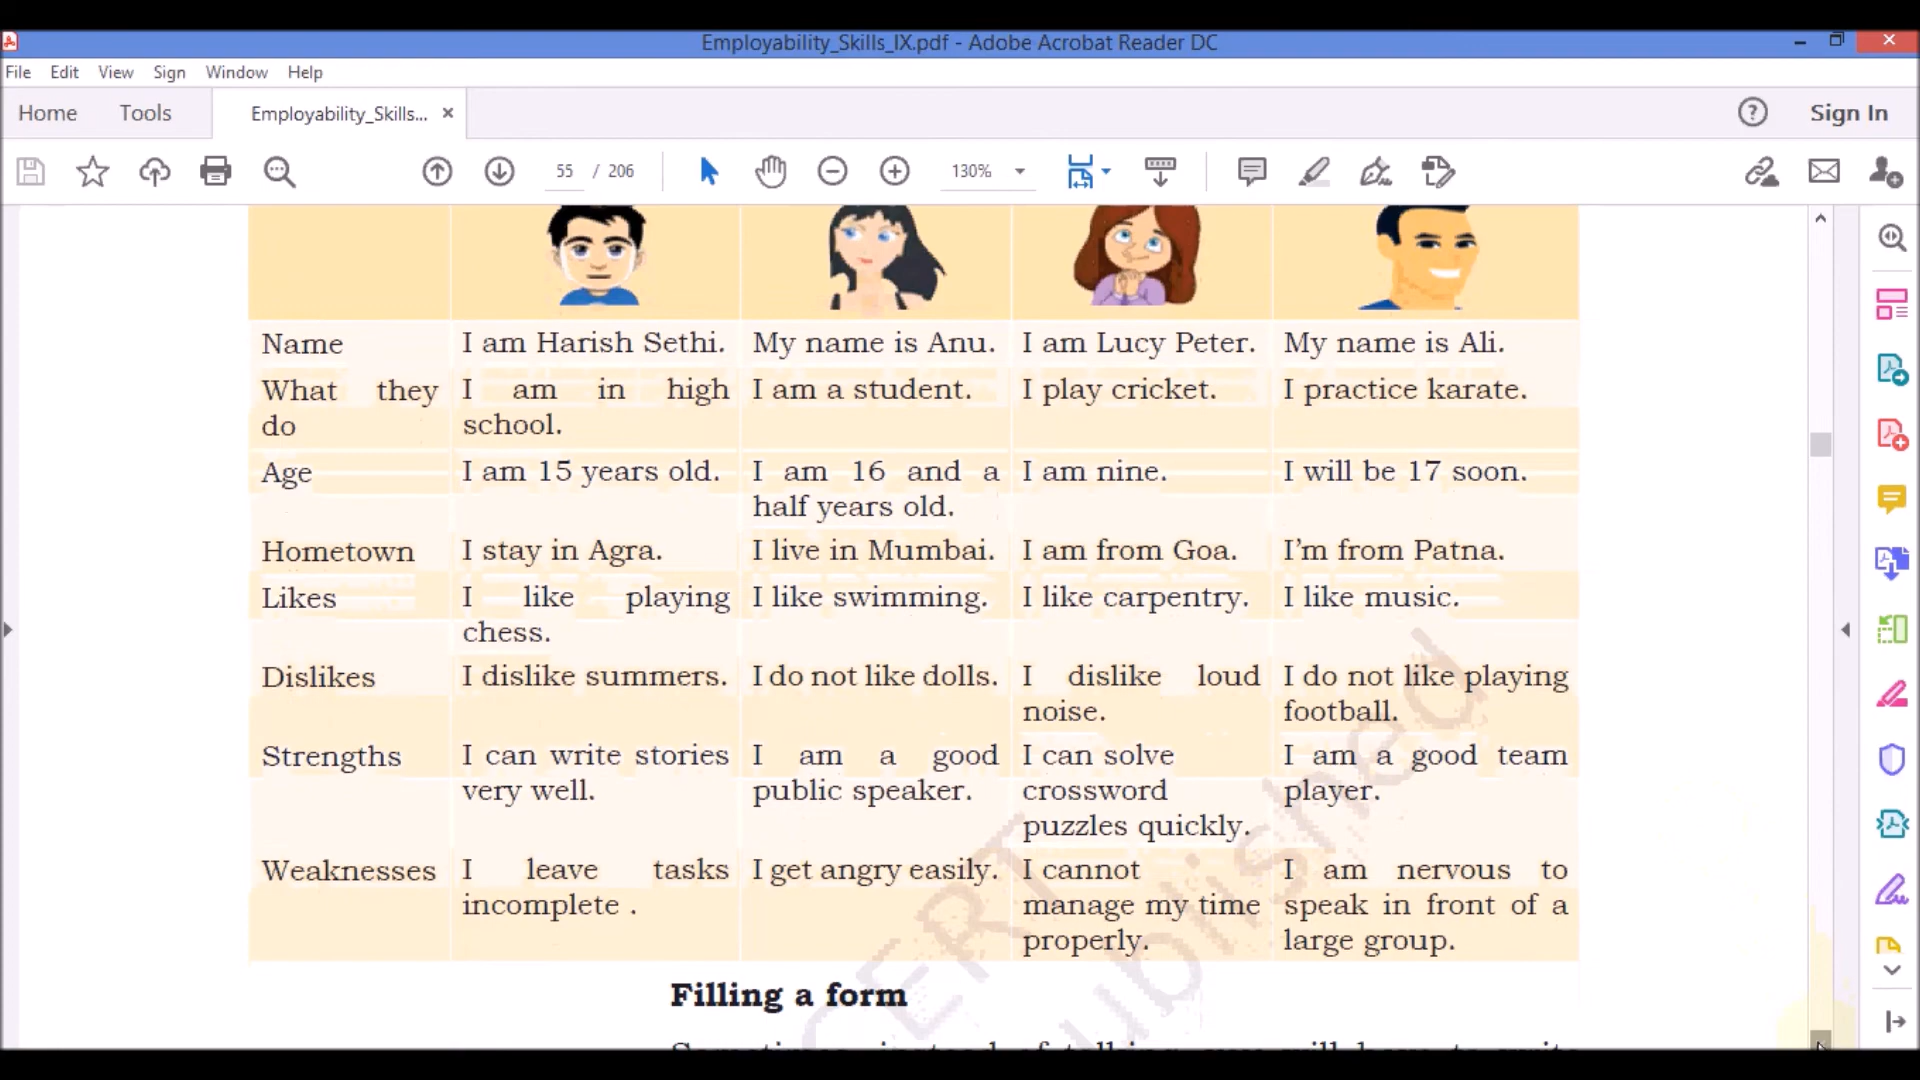 Employability_Skills_IX.pdf - Adobe Acrobat Reader DC
File Edit View Sign Window Help
Home Tools Employability_Skills... × Sign In
55 / 206 130%
Name I am Harish Sethi. My name is Anu. I am Lucy Peter. My name is Ali.
What they I am in high I am a student. I play cricket. I practice karate.
do school.
Age I am 15 years old. I am 16 and a I am nine. I will be 17 soon.
half years old.
Hometown I stay in Agra. I live in Mumbai. I am from Goa. I'm from Patna.
Likes I like playing I like swimming. I like carpentry. I like music.
chess.
Dislikes I dislike summers. I do not like dolls. I dislike loud I do not like playing
noise. football.
Strengths I can write stories I am a good I can solve I am a good team
very well. public speaker. crossword player.
puzzles quickly.
Weaknesses I leave tasks I get angry easily. I cannot I am nervous to
incomplete . manage my time speak in front of a
properly. large group.
Filling a form